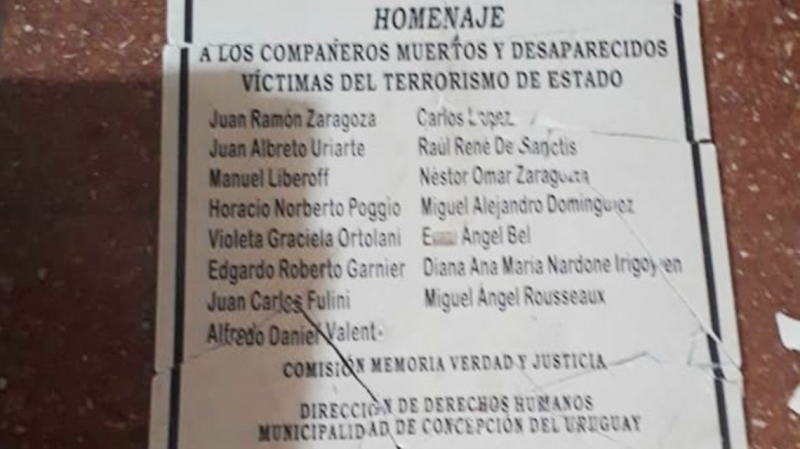 HOMENAJE
A LOS COMPAÑEROS MUERTOS Y DESAPARECIDOS
VÍCTIMAS DEL TERRORISMO DE ESTADO
Juan Ramón Zaragoza
Juan Albreto Uriarte
Manuel Liberoff
Horacio Norberto Poggio
Violeta Graciela Ortolani
Edgardo Roberto Garnier
Juan Carlos Fulini
Alfredo Daniel
Carlos Lopez
Raúl René De Sanctis
Néstor Omar Zaragoza
Miguel Alejandro Dominguez
Ángel Bel
Diana Ana María Nardone Irigoyen
Miguel Ángel Rousseaux
COMISIÓN MEMORIA VERDAD Y JUSTICIA
DIRECCIÓN DE DERECHOS HUMANOS
MUNICIPALIDAD DE CONCEPCIÓN DEL URUGUAY